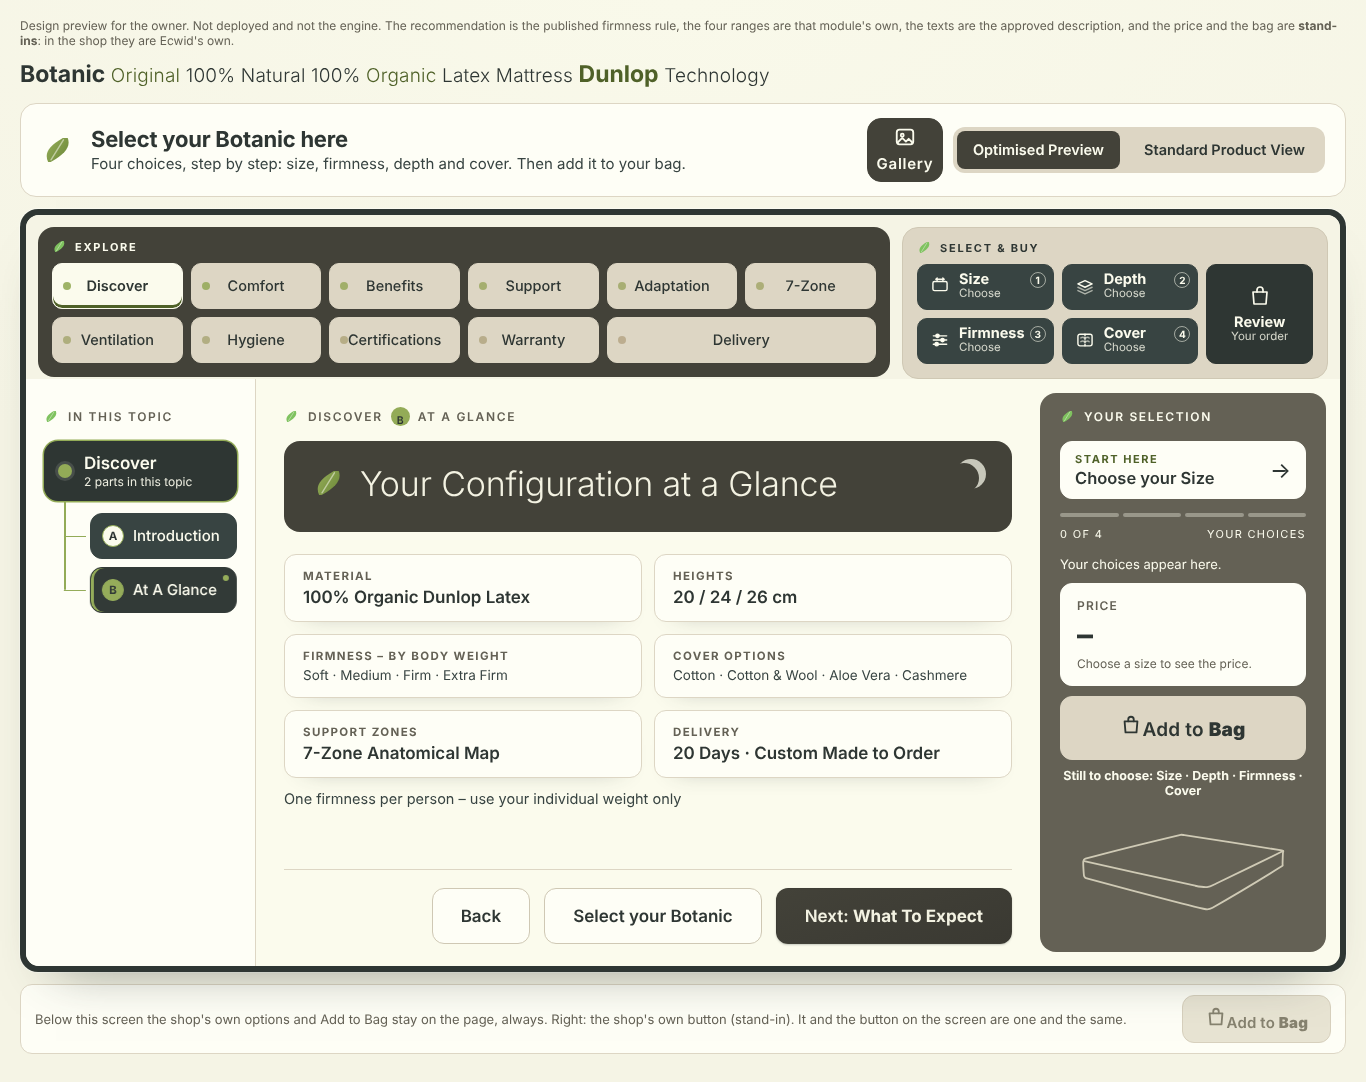 Design preview for the owner. Not deployed and not the engine. The recommendation is the published firmness rule, the four ranges are that module's own, the texts are the approved description, and the price and the bag are stand-
ins: in the shop they are Ecwid's own.
Botanic Original 100% Natural 100% Organic Latex Mattress Dunlop Technology
Select your Botanic here
Four choices, step by step: size, firmness, depth and cover. Then add it to your bag.
Gallery
Optimised Preview
Standard Product View
EXPLORE
Discover
Comfort
Benefits
Support
Adaptation
7-Zone
Ventilation
Hygiene
Certifications
Warranty
Delivery
SELECT & BUY
Size
Choose
1
Depth
Choose
2
Firmness
Choose
3
Cover
Choose
4
Review
Your order
IN THIS TOPIC
Discover
2 parts in this topic
A Introduction
B At A Glance
DISCOVER B AT A GLANCE
Your Configuration at a Glance
MATERIAL
100% Organic Dunlop Latex
HEIGHTS
20 / 24 / 26 cm
FIRMNESS – BY BODY WEIGHT
Soft · Medium · Firm · Extra Firm
COVER OPTIONS
Cotton · Cotton & Wool · Aloe Vera · Cashmere
SUPPORT ZONES
7-Zone Anatomical Map
DELIVERY
20 Days · Custom Made to Order
One firmness per person – use your individual weight only
Back
Select your Botanic
Next: What To Expect
YOUR SELECTION
START HERE
Choose your Size
0 OF 4
YOUR CHOICES
Your choices appear here.
PRICE
–
Choose a size to see the price.
Add to Bag
Still to choose: Size · Depth · Firmness ·
Cover
Below this screen the shop's own options and Add to Bag stay on the page, always. Right: the shop's own button (stand-in). It and the button on the screen are one and the same.
Add to Bag